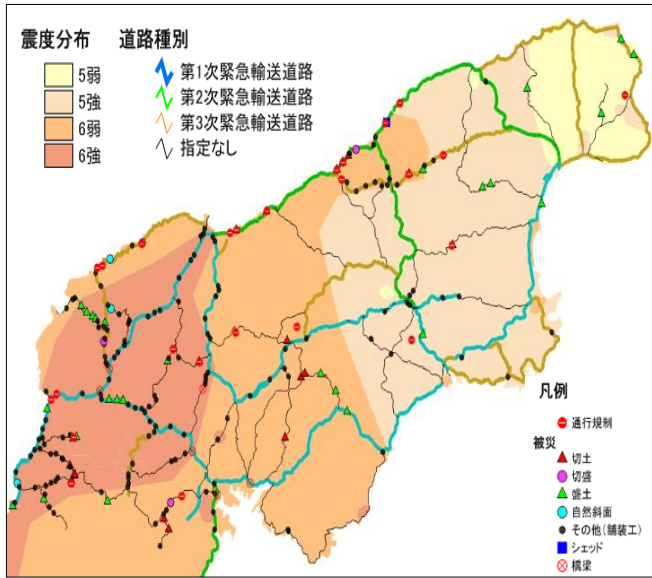 震度分布 道路種別
5弱 第1次緊急輸送道路
5強 第2次緊急輸送道路
6弱 第3次緊急輸送道路
6強 指定なし
凡例
通行規制
被災
切土
切盛
盛土
自然斜面
その他(舗装工)
シェッド
橋梁